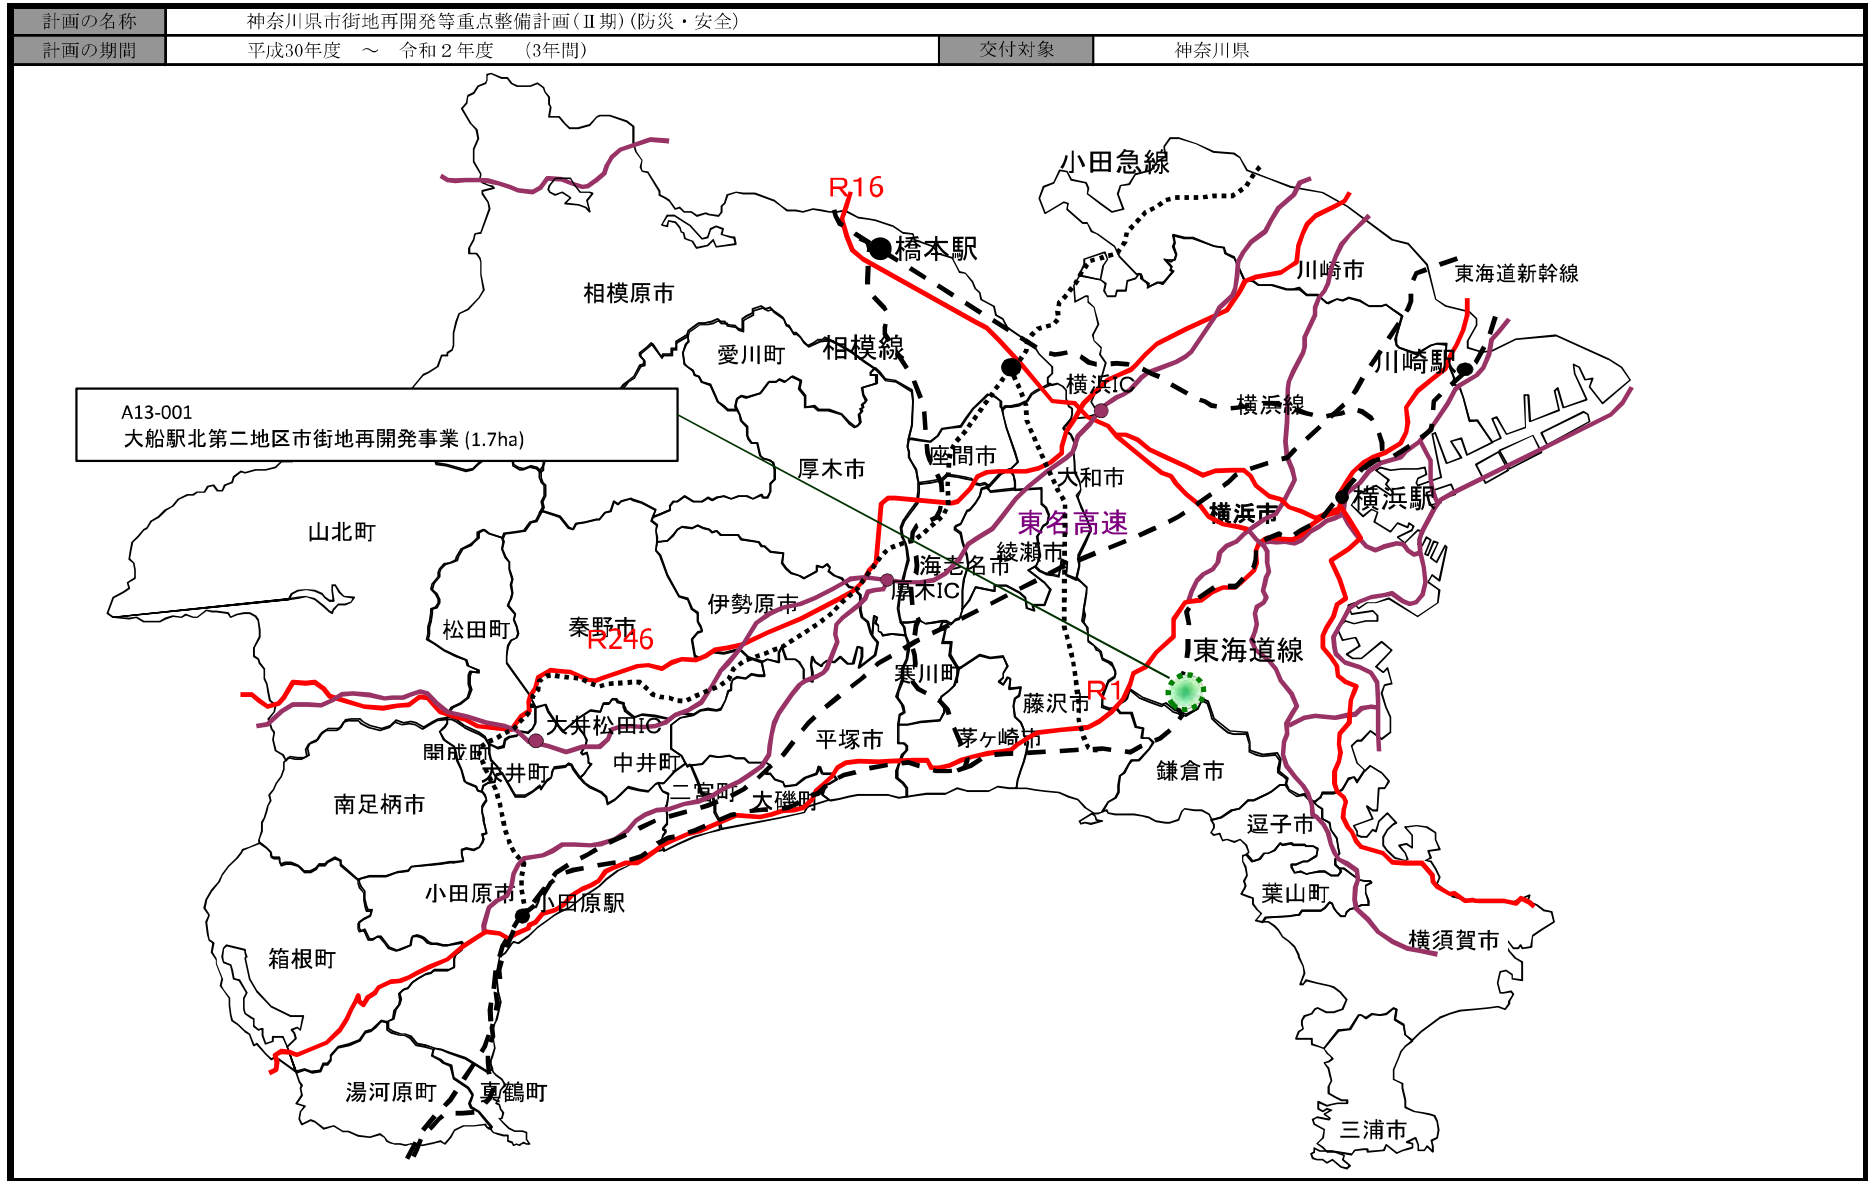 計画の名称 神奈川県市街地再開発等重点整備計画(Ⅱ期)(防災・安全)
計画の期間 平成30年度 ～ 令和２年度 (3年間) 交付対象 神奈川県
小田急線
R16
橋本駅
川崎市
東海道新幹線
相模原市
相模線
愛川町
川崎駅
横浜IC
横浜線
A13-001
大船駅北第二地区市街地再開発事業 (1.7ha)
座間市
厚木市
大和市
横浜駅
横浜市
東名高速
山北町
綾瀬市
海老名市
厚木IC
伊勢原市
秦野市
R246
松田町
東海道線
寒川町
R1
藤沢市
大井松田IC
平塚市
茅ヶ崎市
開成町
中井町
大井町
鎌倉市
二宮町
大磯町
南足柄市
逗子市
小田原市
小田原駅
葉山町
横須賀市
箱根町
湯河原町
真鶴町
三浦市